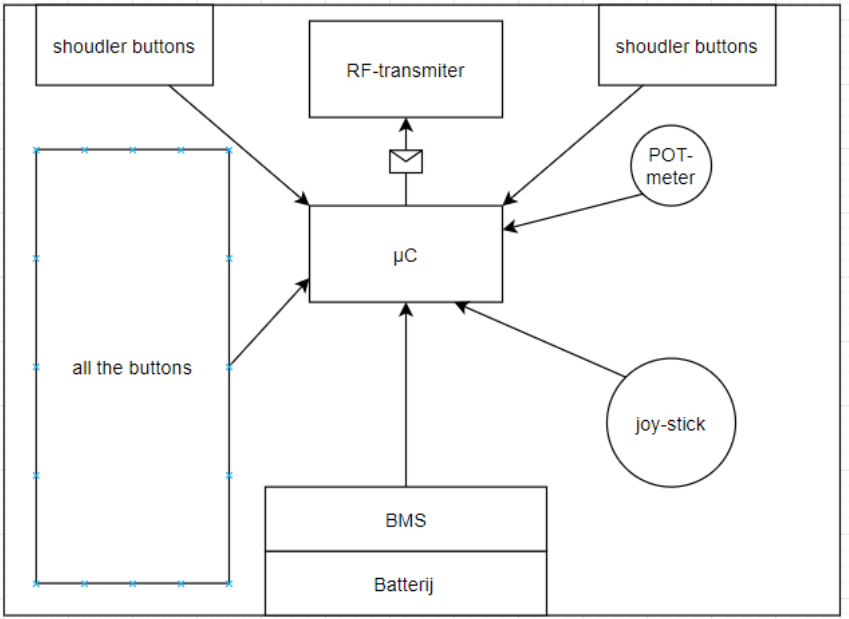 shoudler buttons
RF-transmiter
shoudler buttons
POT-
meter
µC
all the buttons
joy-stick
BMS
Batterij